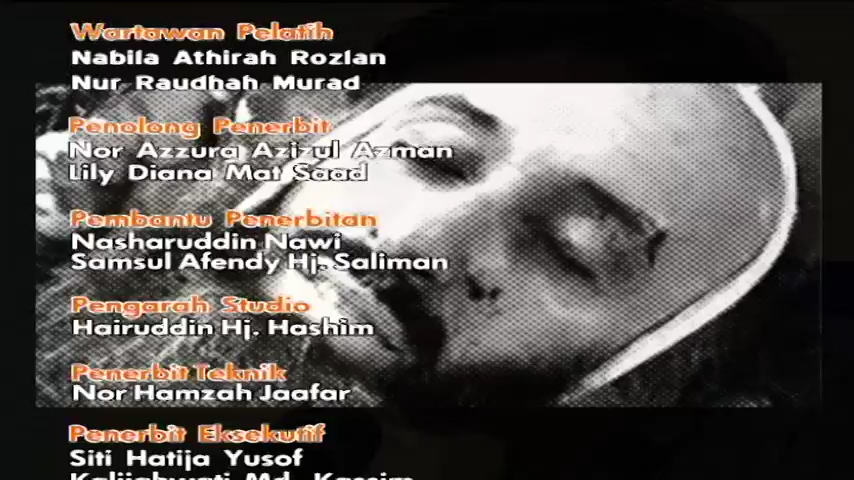 Wartawan Pelatih
Nabila Athirah Rozlan
Nur Raudhah Murad
Penolong Penerbit
Nor Azzura Azizul Azman
Lily Diana Mat Saad
Pembantu Penerbitan
Nasharuddin Nawi
Samsul Afendy Hj. Saliman
Pengarah Studio
Hairuddin Hj. Hashim
Penerbit Teknik
Nor Hamzah Jaafar
Penerbit Eksekutif
Siti Hatija Yusof
Md. Kassim